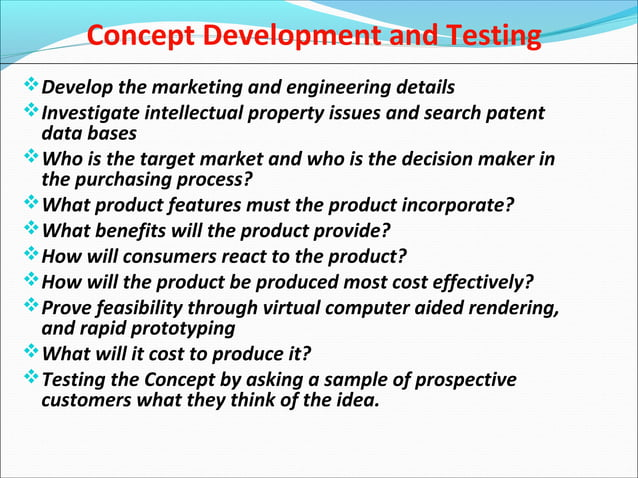 Concept Development and Testing
Develop the marketing and engineering details
Investigate intellectual property issues and search patent
data bases
Who is the target market and who is the decision maker in
the purchasing process?
What product features must the product incorporate?
What benefits will the product provide?
How will consumers react to the product?
How will the product be produced most cost effectively?
Prove feasibility through virtual computer aided rendering,
and rapid prototyping
What will it cost to produce it?
Testing the Concept by asking a sample of prospective
customers what they think of the idea.